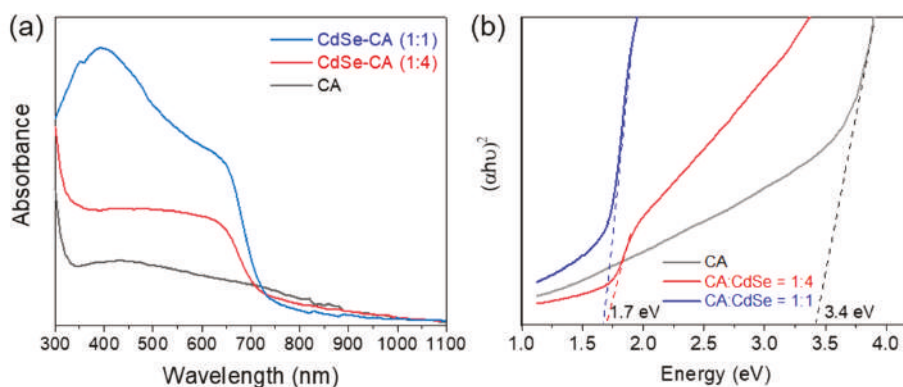 (a)
CdSe-CA (1:1)
CdSe-CA (1:4)
CA
Absorbance
300 400 500 600 700 800 900 1000 1100
Wavelength (nm)
(b)
(αhυ)²
CA
CA:CdSe = 1:4
CA:CdSe = 1:1
1.7 eV
3.4 eV
1.0 1.5 2.0 2.5 3.0 3.5 4.0
Energy (eV)